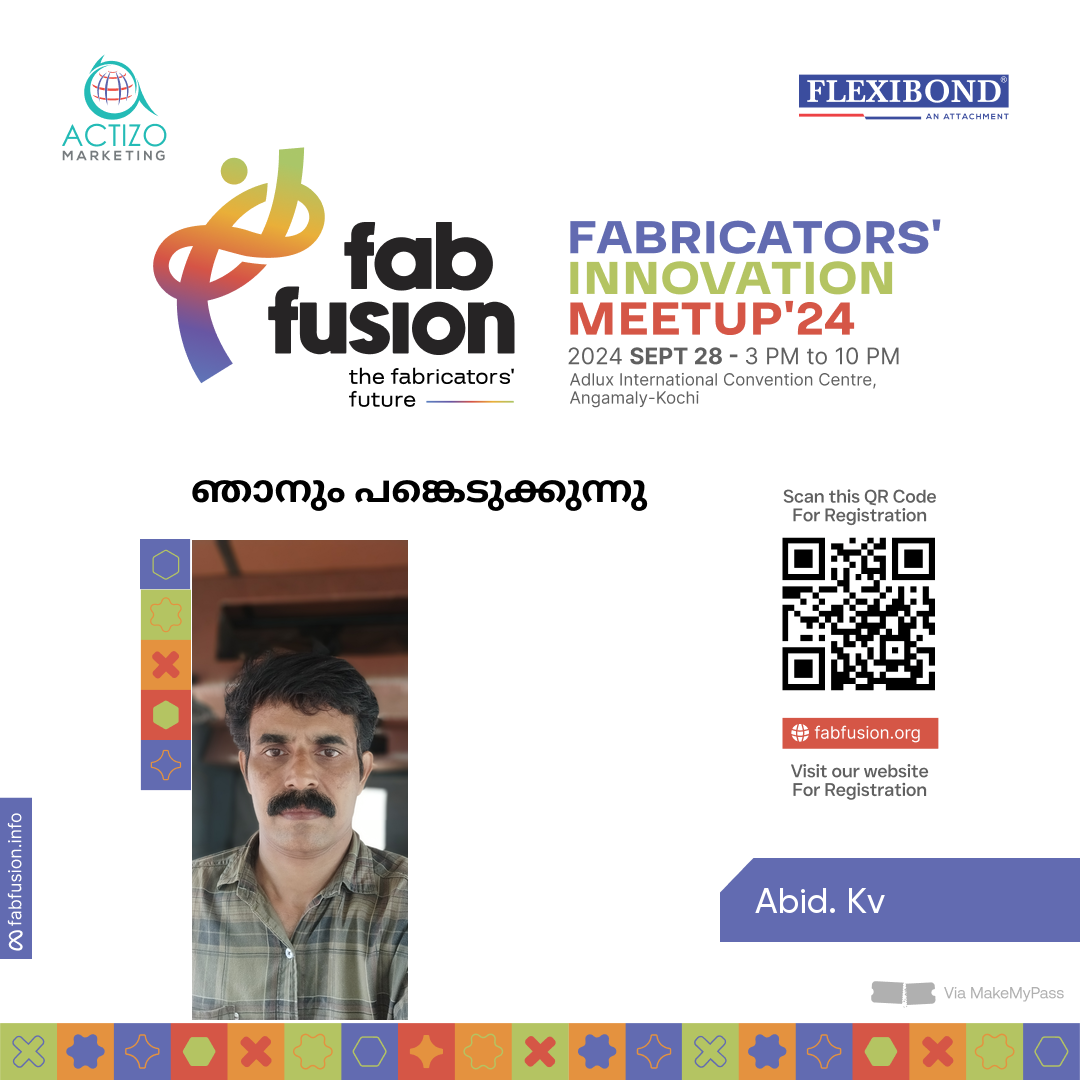 ACTIZO
MARKETING
FLEXIBOND®
AN ATTACHMENT
fab
fusion
the fabricators'
future
FABRICATORS'
INNOVATION
MEETUP'24
2024 SEPT 28 - 3 PM to 10 PM
Adlux International Convention Centre,
Angamaly-Kochi
ഞാനും പങ്കെടുക്കുന്നു
Scan this QR Code
For Registration
fabfusion.org
Visit our website
For Registration
fabfusion.info
Abid. Kv
Via MakeMyPass